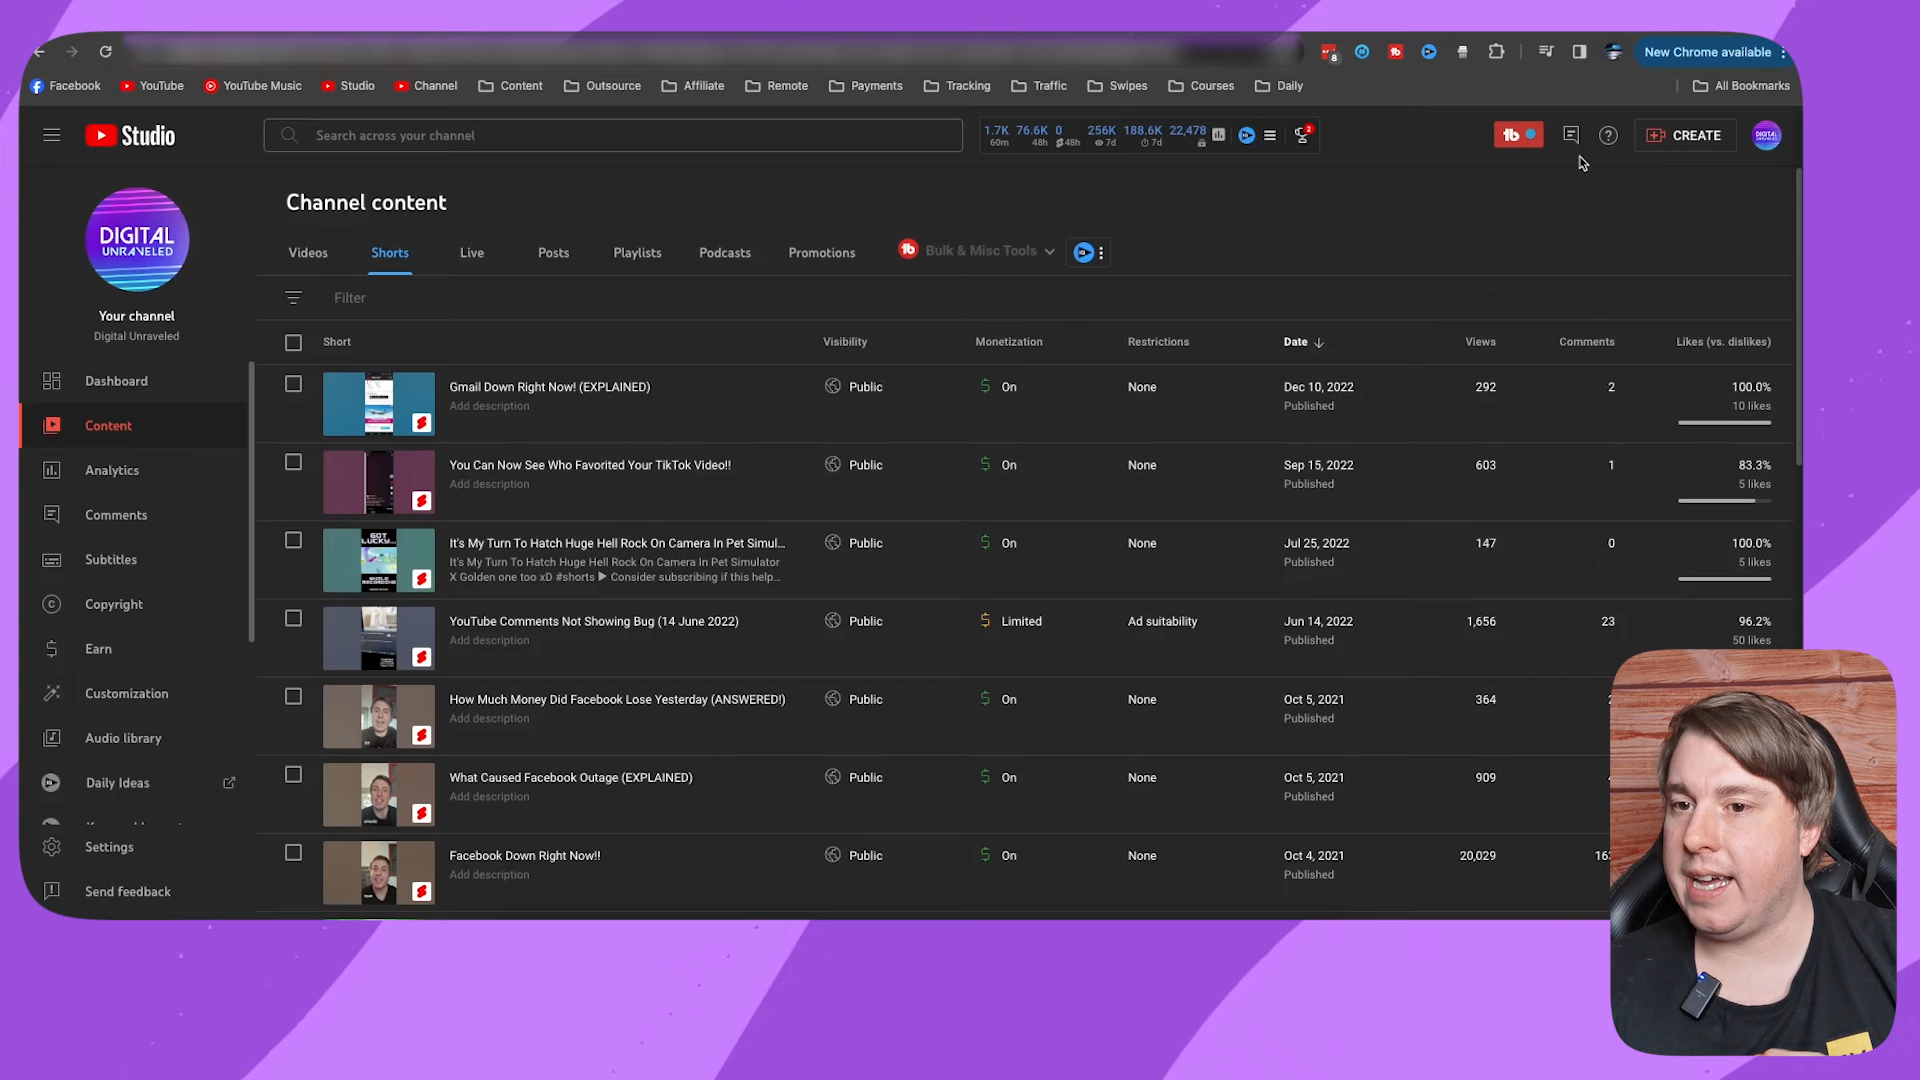 8
New Chrome available
Facebook YouTube YouTube Music Studio Channel Content Outsource Affiliate Remote Payments Tracking Traffic Swipes Courses Daily All Bookmarks
Studio
Search across your channel
1.7K 76.6K 0 256K 188.6K 22,478
60m 48h 48h 7d 7d
2
tb
CREATE
DIGITAL UNRAVELED
DIGITAL
UNRAVELED
Your channel
Digital Unraveled
Dashboard
Content
Analytics
Comments
Subtitles
Copyright
Earn
Customization
Audio library
Daily Ideas
Settings
Send feedback
Channel content
Videos Shorts Live Posts Playlists Podcasts Promotions tb Bulk & Misc Tools
Filter
Short Visibility Monetization Restrictions Date Views Comments Likes (vs. dislikes)
Gmail Down Right Now! (EXPLAINED) Public On None Dec 10, 2022 292 2 100.0%
Add description Published 10 likes
You Can Now See Who Favorited Your TikTok Video!! Public On None Sep 15, 2022 603 1 83.3%
Add description Published 5 likes
GOT LUCKY...
It's My Turn To Hatch Huge Hell Rock On Camera In Pet Simul... Public On None Jul 25, 2022 147 0 100.0%
It's My Turn To Hatch Huge Hell Rock On Camera In Pet Simulator Published 5 likes
X Golden one too xD #shorts ▶ Consider subscribing if this help...
YouTube Comments Not Showing Bug (14 June 2022) Public Limited Ad suitability Jun 14, 2022 1,656 23 96.2%
Add description Published 50 likes
How Much Money Did Facebook Lose Yesterday (ANSWERED!) Public On None Oct 5, 2021 364
Add description Published
What Caused Facebook Outage (EXPLAINED) Public On None Oct 5, 2021 909
Add description Published
Facebook Down Right Now!! Public On None Oct 4, 2021 20,029
Add description Published